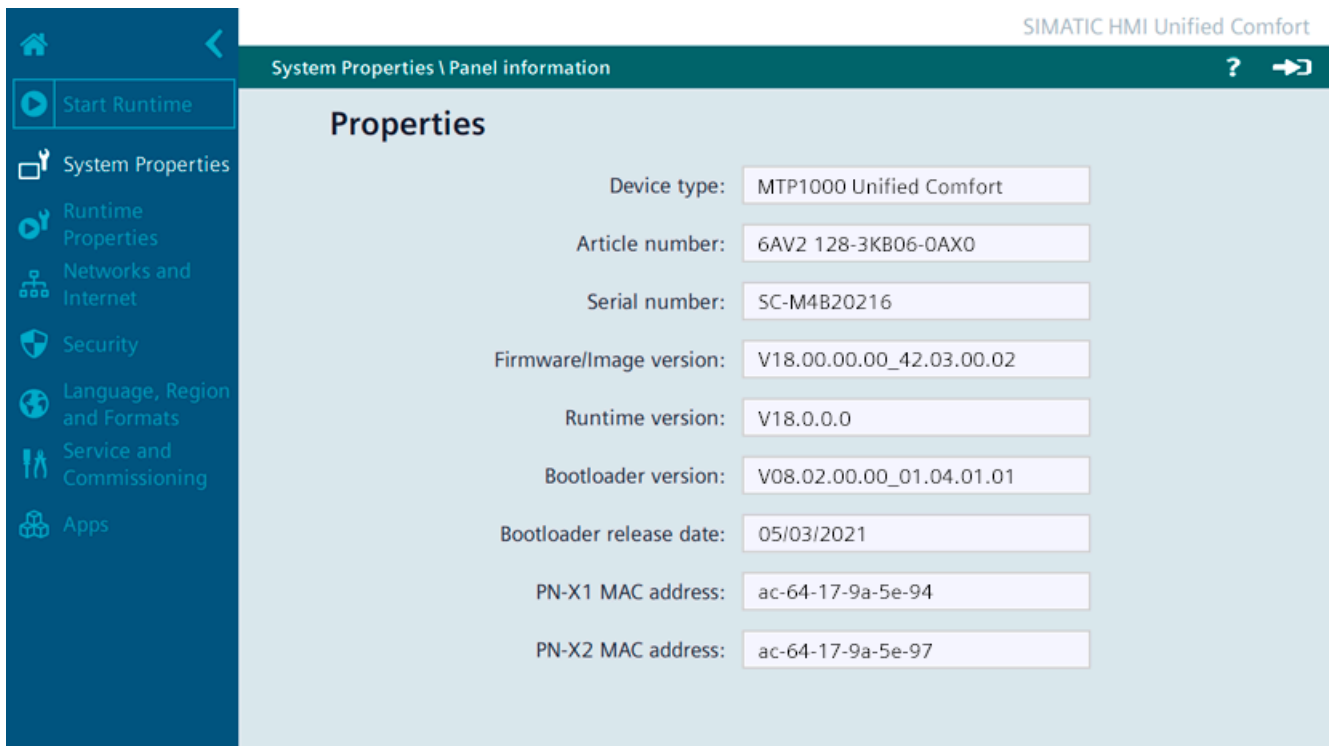 SIMATIC HMI Unified Comfort
System Properties \ Panel information
?
Start Runtime
System Properties
Runtime
Properties
Networks and
Internet
Security
Language, Region
and Formats
Service and
Commissioning
Apps
Properties
Device type: MTP1000 Unified Comfort
Article number: 6AV2 128-3KB06-0AX0
Serial number: SC-M4B20216
Firmware/Image version: V18.00.00.00_42.03.00.02
Runtime version: V18.0.0.0
Bootloader version: V08.02.00.00_01.04.01.01
Bootloader release date: 05/03/2021
PN-X1 MAC address: ac-64-17-9a-5e-94
PN-X2 MAC address: ac-64-17-9a-5e-97